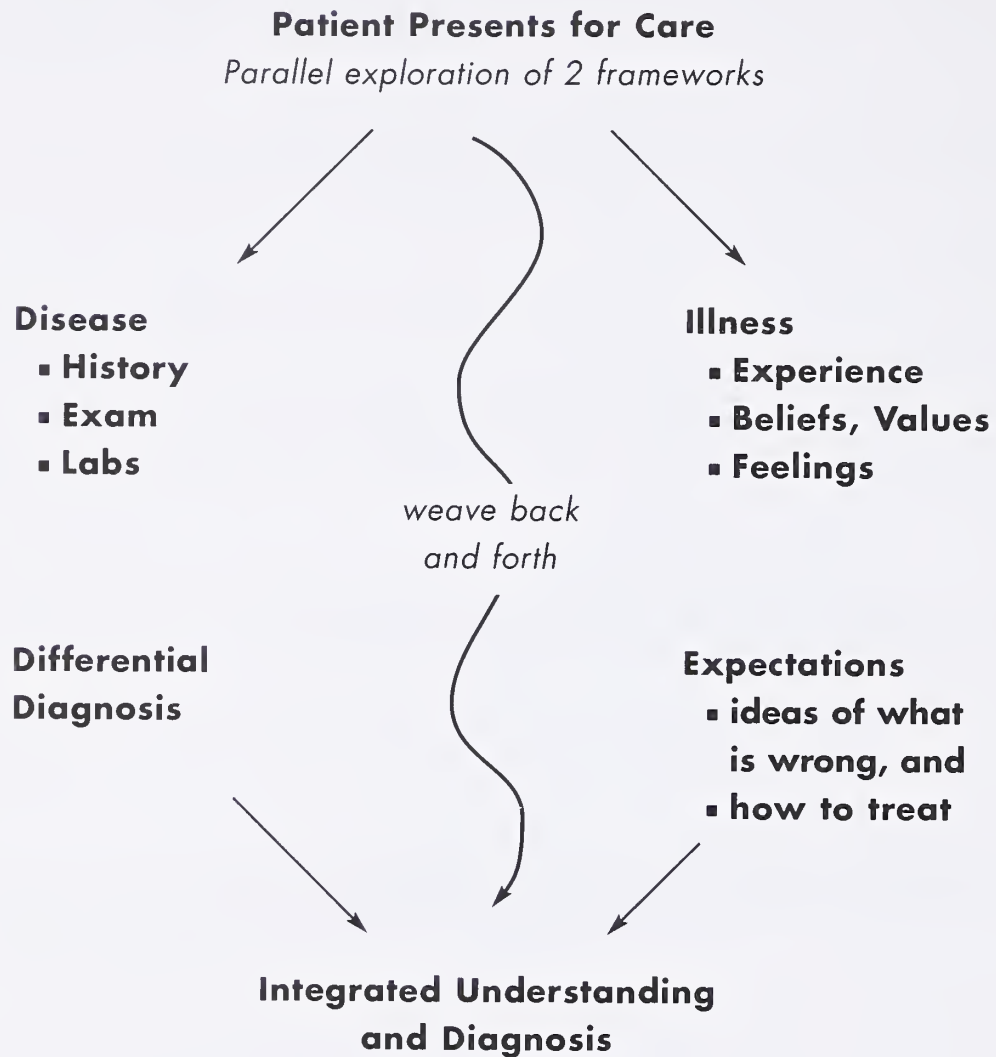 Patient Presents for Care
Parallel exploration of 2 frameworks
Disease
▪ History
▪ Exam
▪ Labs
Illness
▪ Experience
▪ Beliefs, Values
▪ Feelings
weave back
and forth
Differential
Diagnosis
Expectations
▪ ideas of what
is wrong, and
▪ how to treat
Integrated Understanding
and Diagnosis